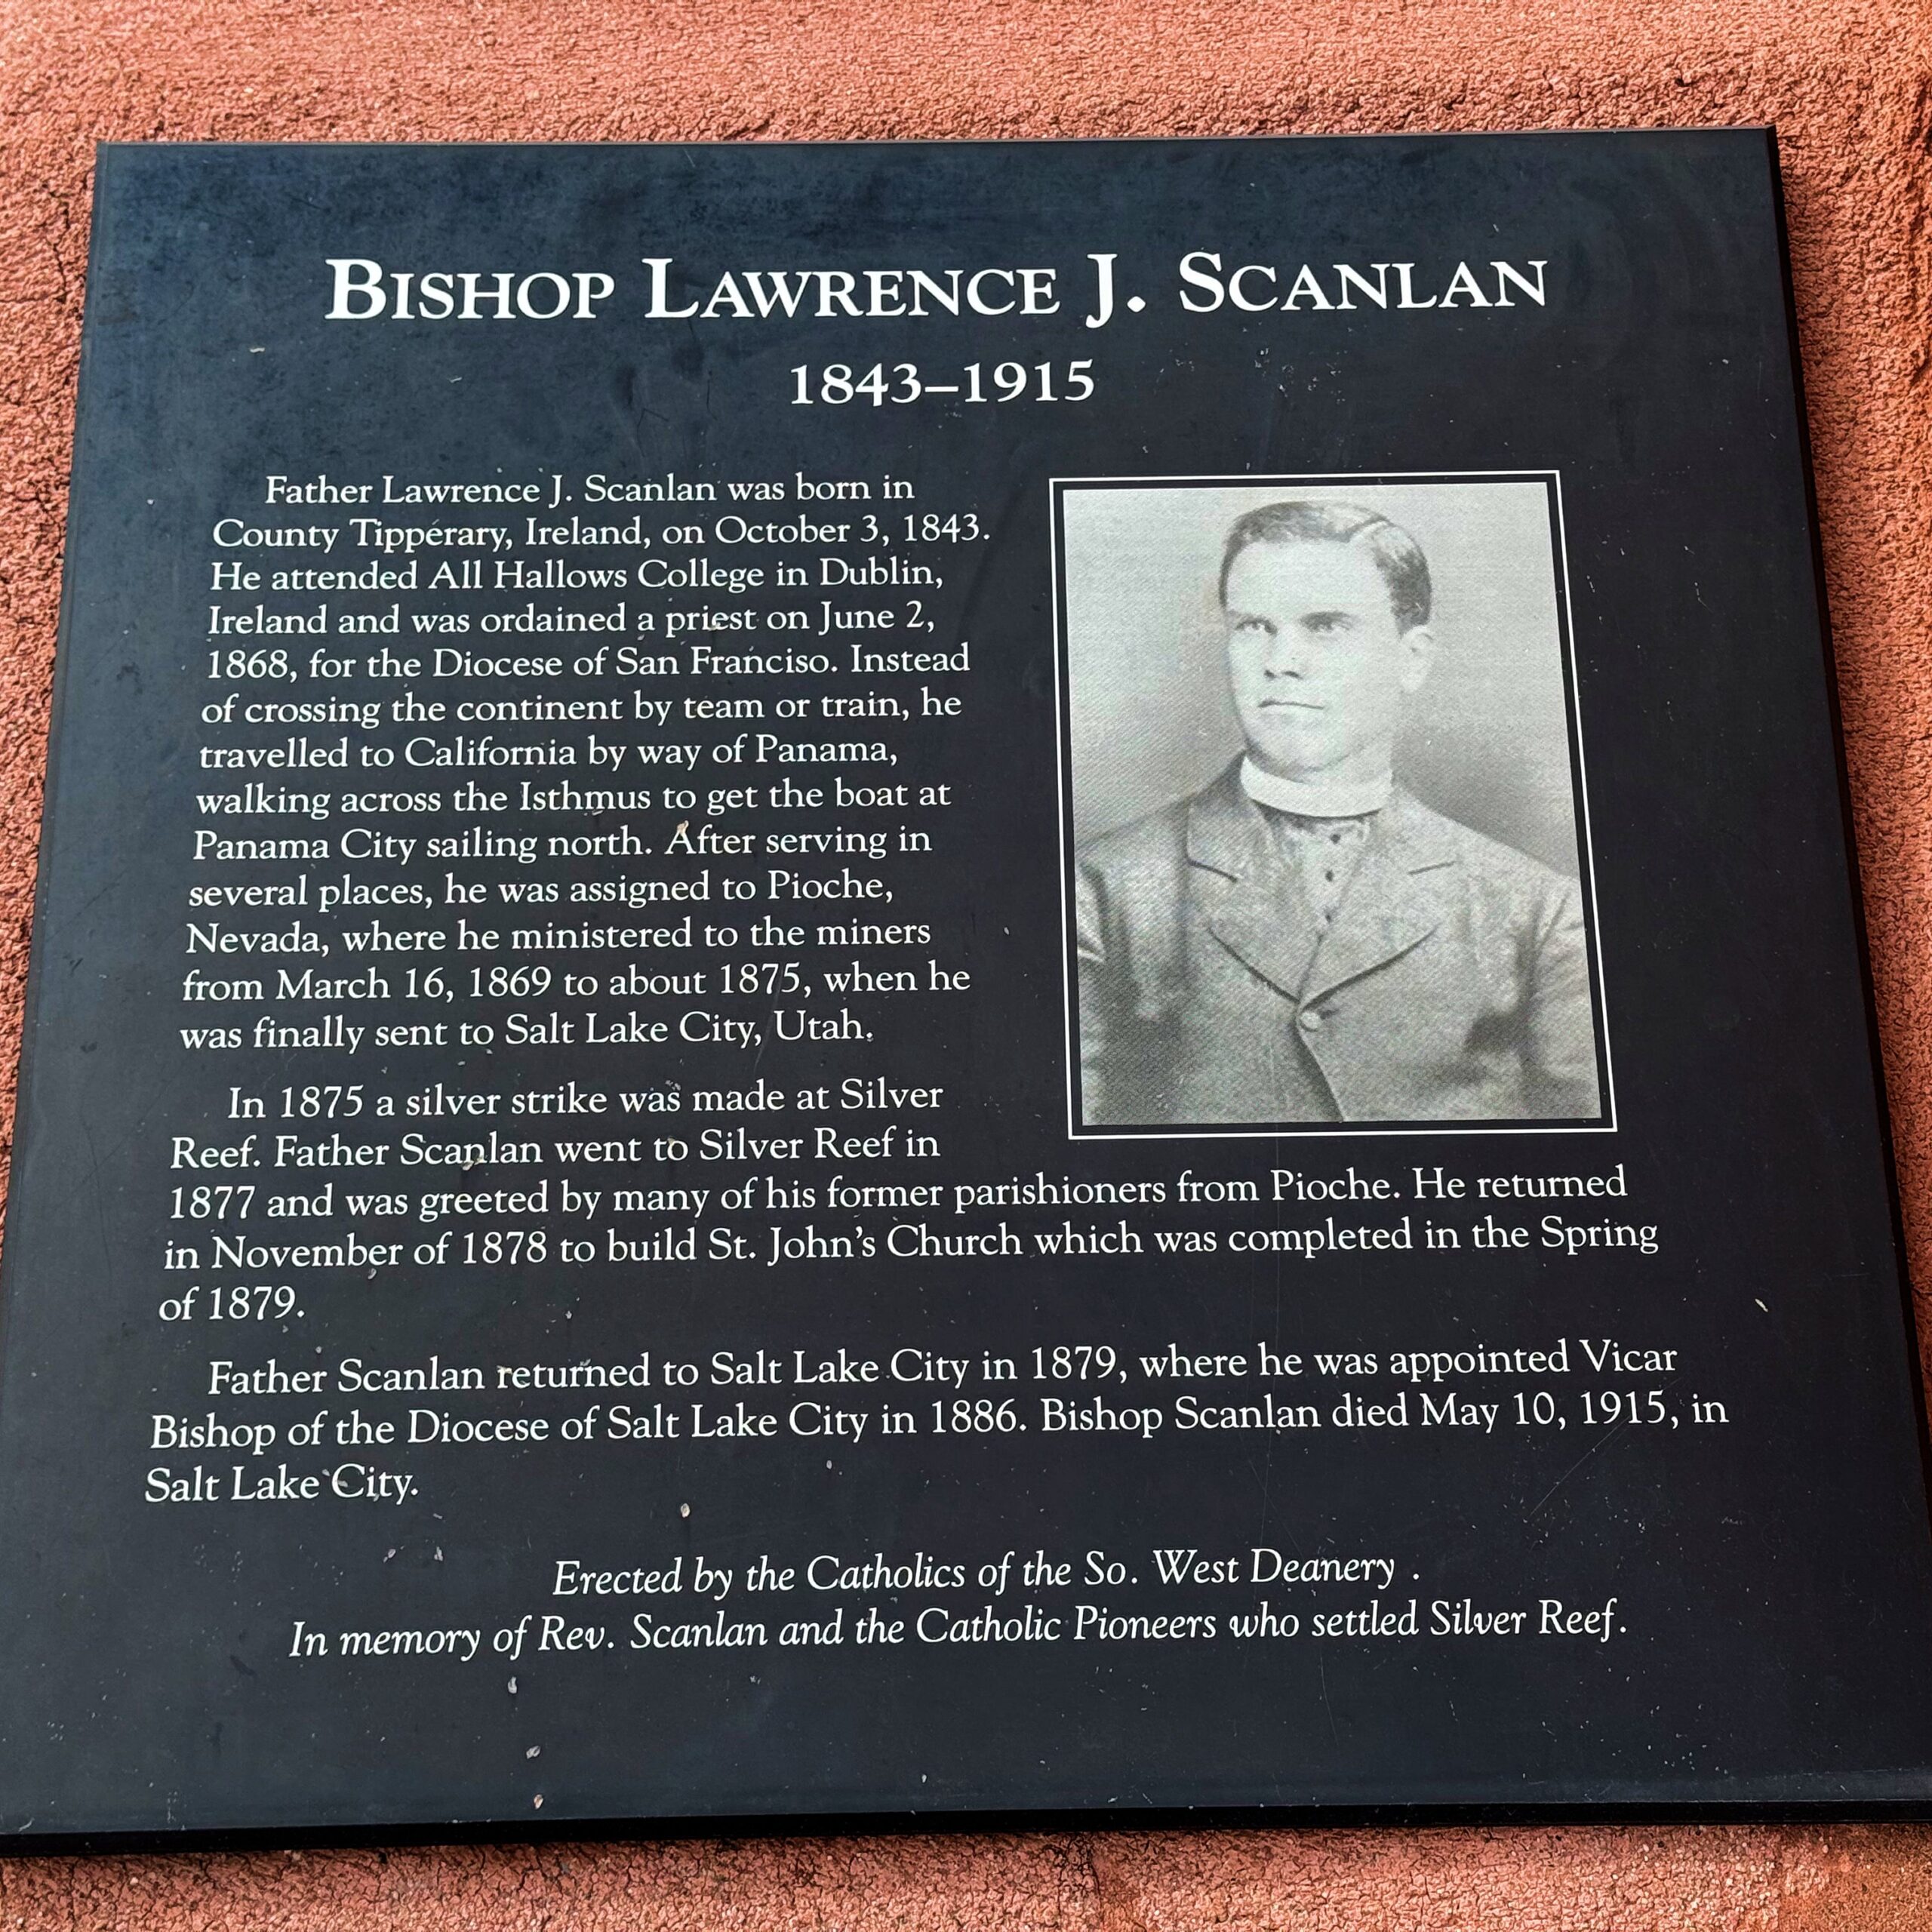 BISHOP LAWRENCE J. SCANLAN
1843–1915
Father Lawrence J. Scanlan was born in
County Tipperary, Ireland, on October 3, 1843.
He attended All Hallows College in Dublin,
Ireland and was ordained a priest on June 2,
1868, for the Diocese of San Franciso. Instead
of crossing the continent by team or train, he
travelled to California by way of Panama,
walking across the Isthmus to get the boat at
Panama City sailing north. After serving in
several places, he was assigned to Pioche,
Nevada, where he ministered to the miners
from March 16, 1869 to about 1875, when he
was finally sent to Salt Lake City, Utah.
In 1875 a silver strike was made at Silver
Reef. Father Scanlan went to Silver Reef in
1877 and was greeted by many of his former parishioners from Pioche. He returned
in November of 1878 to build St. John's Church which was completed in the Spring
of 1879.
Father Scanlan returned to Salt Lake City in 1879, where he was appointed Vicar
Bishop of the Diocese of Salt Lake City in 1886. Bishop Scanlan died May 10, 1915, in
Salt Lake City.
Erected by the Catholics of the So. West Deanery .
In memory of Rev. Scanlan and the Catholic Pioneers who settled Silver Reef.